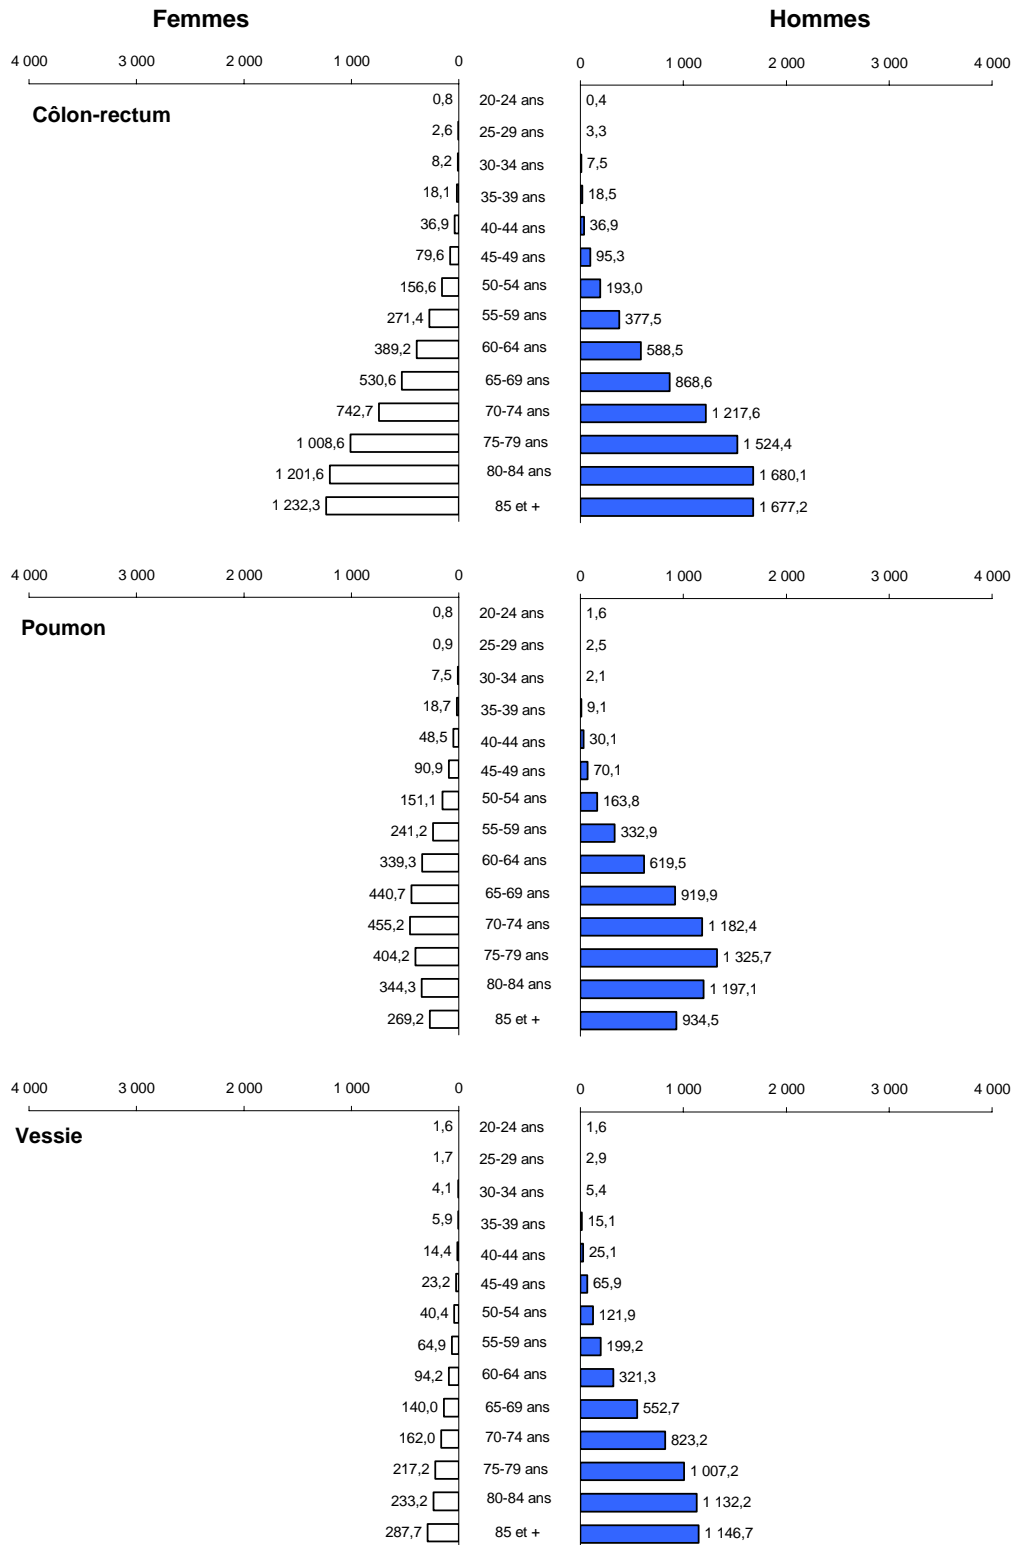 Femmes Hommes
4 000 3 000 2 000 1 000 0 0 1 000 2 000 3 000 4 000
Côlon-rectum
0,8 20-24 ans 0,4
2,6 25-29 ans 3,3
8,2 30-34 ans 7,5
18,1 35-39 ans 18,5
36,9 40-44 ans 36,9
79,6 45-49 ans 95,3
156,6 50-54 ans 193,0
271,4 55-59 ans 377,5
389,2 60-64 ans 588,5
530,6 65-69 ans 868,6
742,7 70-74 ans 1 217,6
1 008,6 75-79 ans 1 524,4
1 201,6 80-84 ans 1 680,1
1 232,3 85 et + 1 677,2
4 000 3 000 2 000 1 000 0 0 1 000 2 000 3 000 4 000
Poumon
0,8 20-24 ans 1,6
0,9 25-29 ans 2,5
7,5 30-34 ans 2,1
18,7 35-39 ans 9,1
48,5 40-44 ans 30,1
90,9 45-49 ans 70,1
151,1 50-54 ans 163,8
241,2 55-59 ans 332,9
339,3 60-64 ans 619,5
440,7 65-69 ans 919,9
455,2 70-74 ans 1 182,4
404,2 75-79 ans 1 325,7
344,3 80-84 ans 1 197,1
269,2 85 et + 934,5
4 000 3 000 2 000 1 000 0 0 1 000 2 000 3 000 4 000
Vessie
1,6 20-24 ans 1,6
1,7 25-29 ans 2,9
4,1 30-34 ans 5,4
5,9 35-39 ans 15,1
14,4 40-44 ans 25,1
23,2 45-49 ans 65,9
40,4 50-54 ans 121,9
64,9 55-59 ans 199,2
94,2 60-64 ans 321,3
140,0 65-69 ans 552,7
162,0 70-74 ans 823,2
217,2 75-79 ans 1 007,2
233,2 80-84 ans 1 132,2
287,7 85 et + 1 146,7